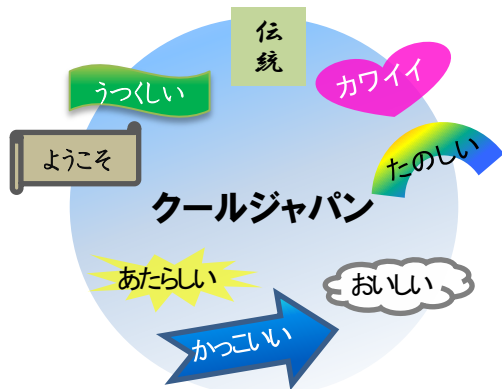 伝
統
カワイイ
うつくしい
たのしい
ようこそ
クールジャパン
あたらしい
おいしい
かっこいい